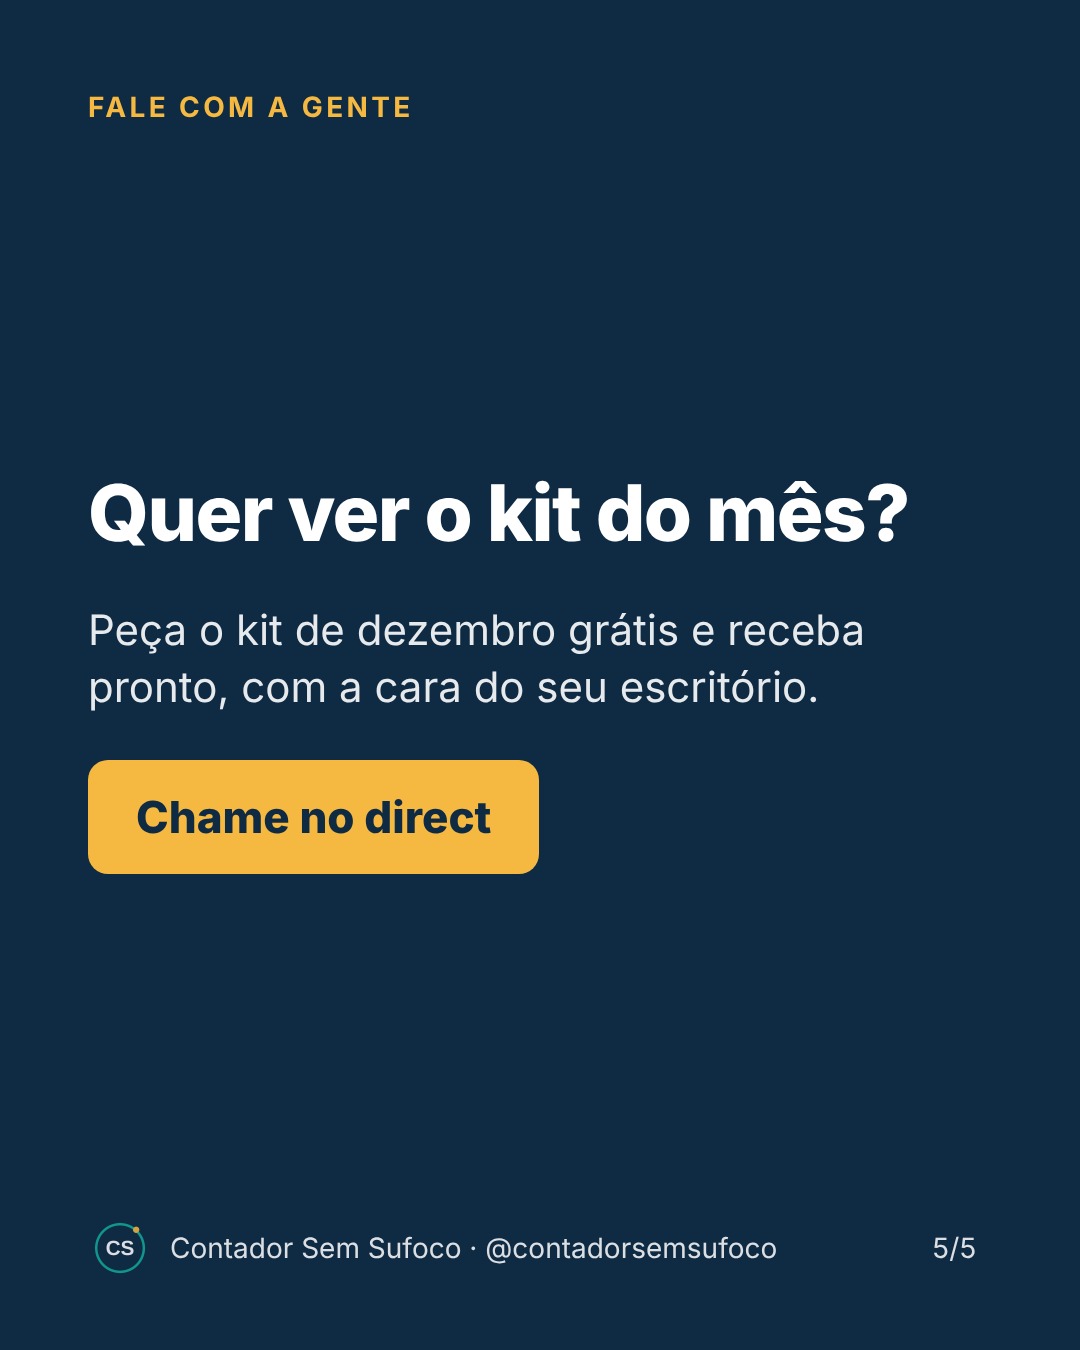 FALE COM A GENTE
Quer ver o kit do mês?
Peça o kit de dezembro grátis e receba
pronto, com a cara do seu escritório.
Chame no direct
CS Contador Sem Sufoco · @contadorsemsufoco 5/5